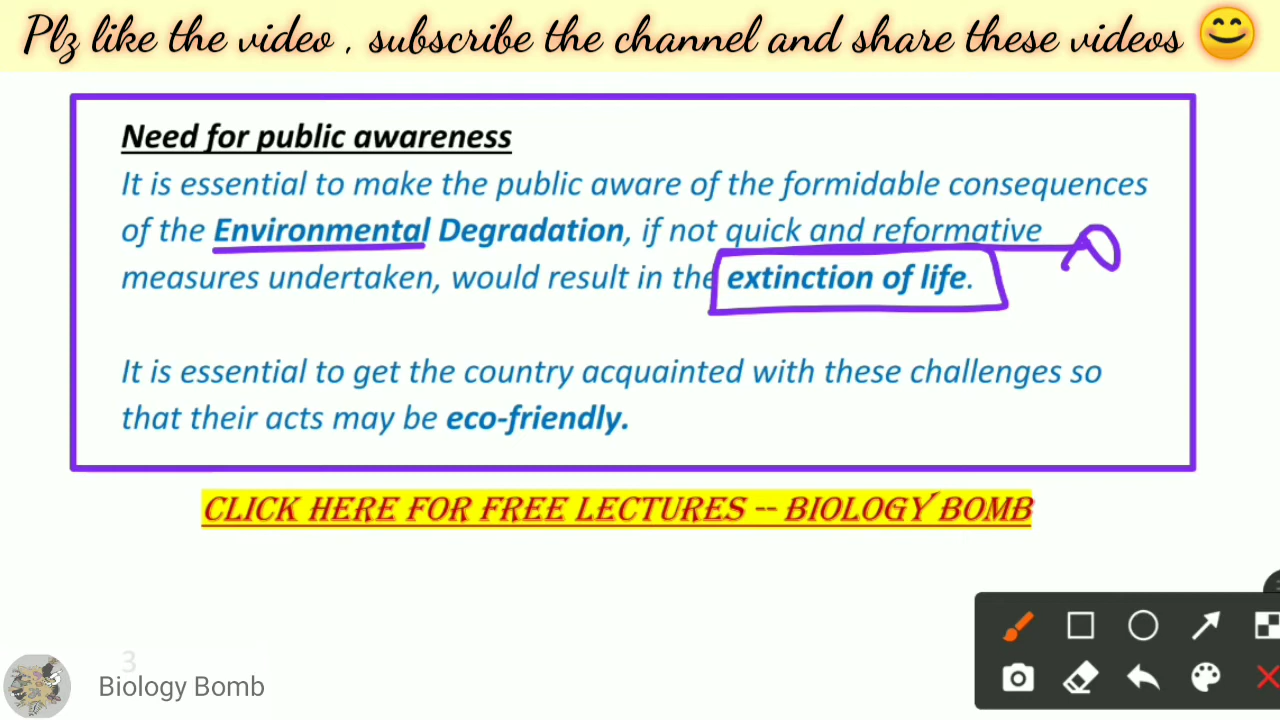 Plz like the video , subscribe the channel and share these videos 😊
Need for public awareness
It is essential to make the public aware of the formidable consequences
of the Environmental Degradation, if not quick and reformative
measures undertaken, would result in the extinction of life.
It is essential to get the country acquainted with these challenges so
that their acts may be eco-friendly.
CLICK HERE FOR FREE LECTURES -- BIOLOGY BOMB
3
Biology Bomb